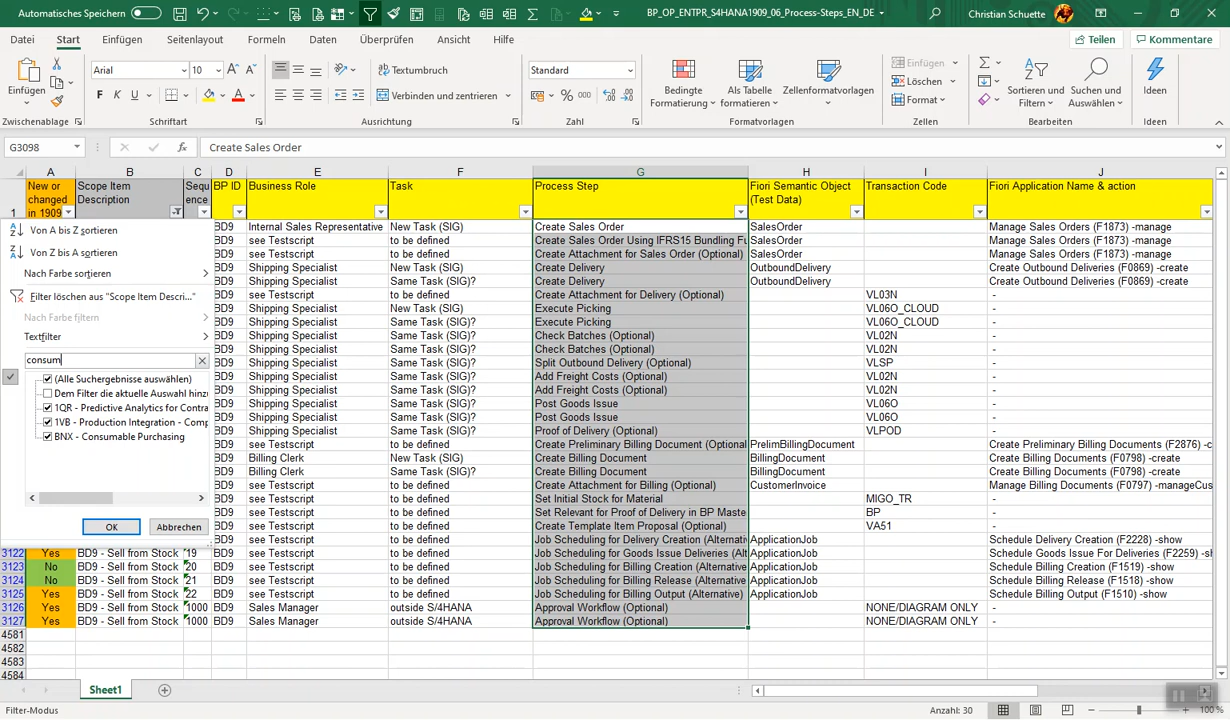 Automatisches Speichern
BP_OP_ENTPR_S4HANA1909_06_Process-Steps_EN_DE
Christian Schuette
Datei Start Einfügen Seitenlayout Formeln Daten Überprüfen Ansicht Hilfe Teilen Kommentare
Einfügen
Arial 10
F K U
Textumbruch
Verbinden und zentrieren
Standard
% 000
Bedingte Formatierung
Als Tabelle formatieren
Zellenformatvorlagen
Einfügen
Löschen
Format
Sortieren und Filtern
Suchen und Auswählen
Ideen
Zwischenablage Schriftart Ausrichtung Zahl Formatvorlagen Zellen Bearbeiten Ideen
G3098 Create Sales Order
A B C D E F G H I J
1 New or changed in 1909 Scope Item Description Sequ ence BP ID Business Role Task Process Step Fiori Semantic Object (Test Data) Transaction Code Fiori Application Name & action
Von A bis Z sortieren
Von Z bis A sortieren
Nach Farbe sortieren
Filter löschen aus "Scope Item Descri..."
Nach Farbe filtern
Textfilter
consum
(Alle Suchergebnisse auswählen)
Dem Filter die aktuelle Auswahl hinzu
1QR - Predictive Analytics for Contra
1VB - Production Integration - Comp
BNX - Consumable Purchasing
OK Abbrechen
BD9 Internal Sales Representative New Task (SIG) Create Sales Order SalesOrder Manage Sales Orders (F1873) -manage
BD9 see Testscript to be defined Create Sales Order Using IFRS15 Bundling Fu SalesOrder Manage Sales Orders (F1873) -manage
BD9 see Testscript to be defined Create Attachment for Sales Order (Optional) SalesOrder Manage Sales Orders (F1873) -manage
BD9 Shipping Specialist New Task (SIG) Create Delivery OutboundDelivery Create Outbound Deliveries (F0869) -create
BD9 Shipping Specialist Same Task (SIG)? Create Delivery OutboundDelivery Create Outbound Deliveries (F0869) -create
BD9 see Testscript to be defined Create Attachment for Delivery (Optional) VL03N -
BD9 Shipping Specialist New Task (SIG) Execute Picking VL06O_CLOUD -
BD9 Shipping Specialist Same Task (SIG)? Execute Picking VL06O_CLOUD -
BD9 Shipping Specialist Same Task (SIG)? Check Batches (Optional) VL02N -
BD9 Shipping Specialist Same Task (SIG)? Check Batches (Optional) VL02N -
BD9 Shipping Specialist Same Task (SIG)? Split Outbound Delivery (Optional) VLSP -
BD9 Shipping Specialist Same Task (SIG)? Add Freight Costs (Optional) VL02N -
BD9 Shipping Specialist Same Task (SIG)? Add Freight Costs (Optional) VL02N -
BD9 Shipping Specialist Same Task (SIG)? Post Goods Issue VL06O -
BD9 Shipping Specialist Same Task (SIG)? Post Goods Issue VL06O -
BD9 Shipping Specialist Same Task (SIG)? Proof of Delivery (Optional) VLPOD -
BD9 see Testscript to be defined Create Preliminary Billing Document (Optiona PrelimBillingDocument Create Preliminary Billing Documents (F2876) -c
BD9 Billing Clerk New Task (SIG) Create Billing Document BillingDocument Create Billing Documents (F0798) -create
BD9 Billing Clerk Same Task (SIG)? Create Billing Document BillingDocument Create Billing Documents (F0798) -create
BD9 see Testscript to be defined Create Attachment for Billing (Optional) CustomerInvoice Manage Billing Documents (F0797) -manageCus
BD9 see Testscript to be defined Set Initial Stock for Material MIGO_TR -
BD9 see Testscript to be defined Set Relevant for Proof of Delivery in BP Maste BP -
BD9 see Testscript to be defined Create Template Item Proposal (Optional) VA51 -
BD9 see Testscript to be defined Job Scheduling for Delivery Creation (Alternati ApplicationJob Schedule Delivery Creation (F2228) -show
3122 Yes BD9 - Sell from Stock 19 BD9 see Testscript to be defined Job Scheduling for Goods Issue Deliveries (Alt ApplicationJob Schedule Goods Issue For Deliveries (F2259) -sho
3123 No BD9 - Sell from Stock 20 BD9 see Testscript to be defined Job Scheduling for Billing Creation (Alternative ApplicationJob Schedule Billing Creation (F1519) -show
3124 No BD9 - Sell from Stock 21 BD9 see Testscript to be defined Job Scheduling for Billing Release (Alternative ApplicationJob Schedule Billing Release (F1518) -show
3125 Yes BD9 - Sell from Stock 22 BD9 see Testscript to be defined Job Scheduling for Billing Output (Alternative) ApplicationJob Schedule Billing Output (F1510) -show
3126 Yes BD9 - Sell from Stock 1000 BD9 Sales Manager outside S/4HANA Approval Workflow (Optional) NONE/DIAGRAM ONLY -
3127 Yes BD9 - Sell from Stock 1000 BD9 Sales Manager outside S/4HANA Approval Workflow (Optional) NONE/DIAGRAM ONLY -
4581
4582
4583
4584
Sheet1
Filter-Modus Anzahl: 30 100 %